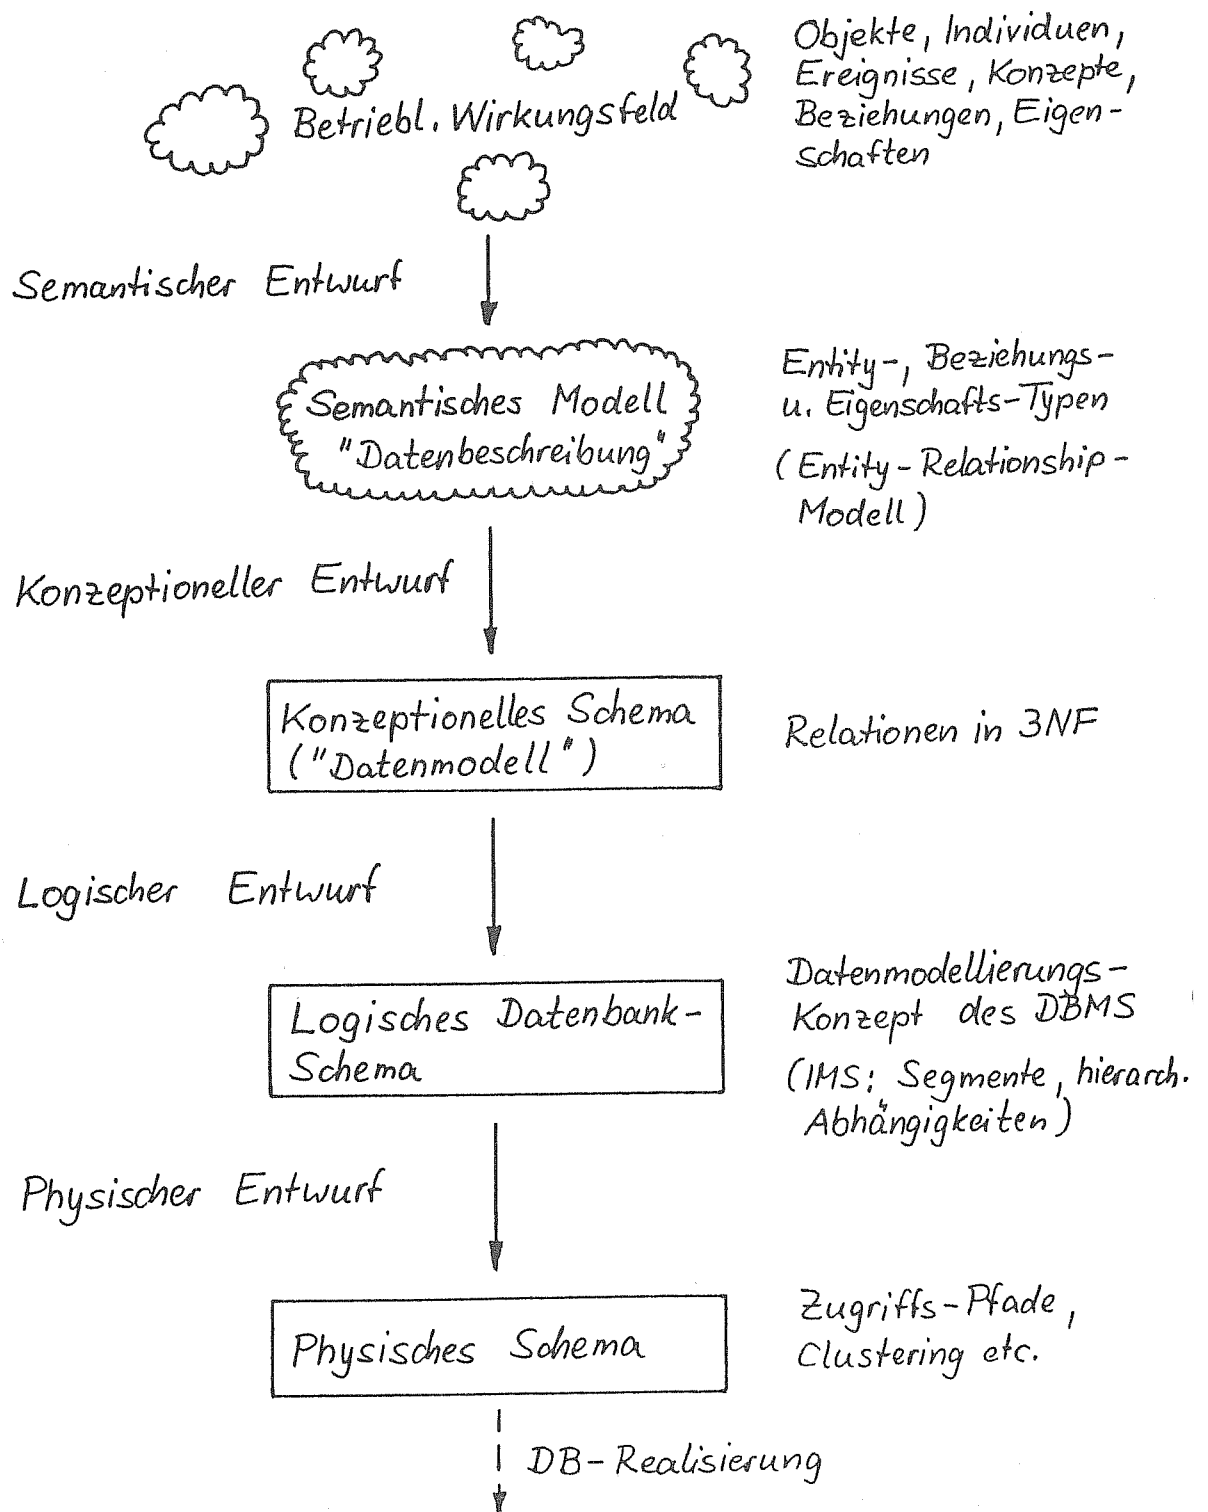 Objekte, Individuen,
Ereignisse, Konzepte,
Beziehungen, Eigen-
schaften
Betriebl. Wirkungsfeld
Semantischer Entwurf
Semantisches Modell
"Datenbeschreibung"
Entity-, Beziehungs-
u. Eigenschafts-Typen
(Entity-Relationship-
Modell)
Konzeptioneller Entwurf
Konzeptionelles Schema
("Datenmodell")
Relationen in 3NF
Logischer Entwurf
Logisches Datenbank-
Schema
Datenmodellierungs-
Konzept des DBMS
(IMS: Segmente, hierarch.
Abhängigkeiten)
Physischer Entwurf
Physisches Schema
Zugriffs-Pfade,
Clustering etc.
DB-Realisierung